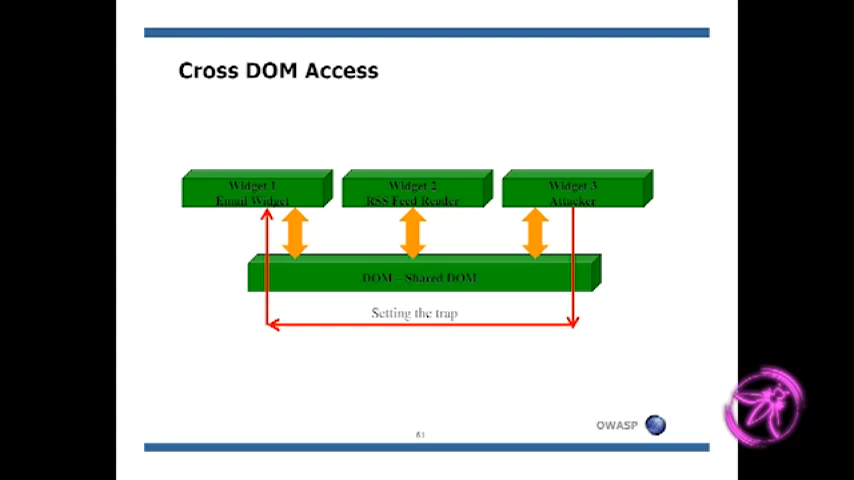 Cross DOM Access
Widget 1
Email Widget
Widget 2
RSS Feed Reader
Widget 3
Attacker
DOM – Shared DOM
Setting the trap
OWASP